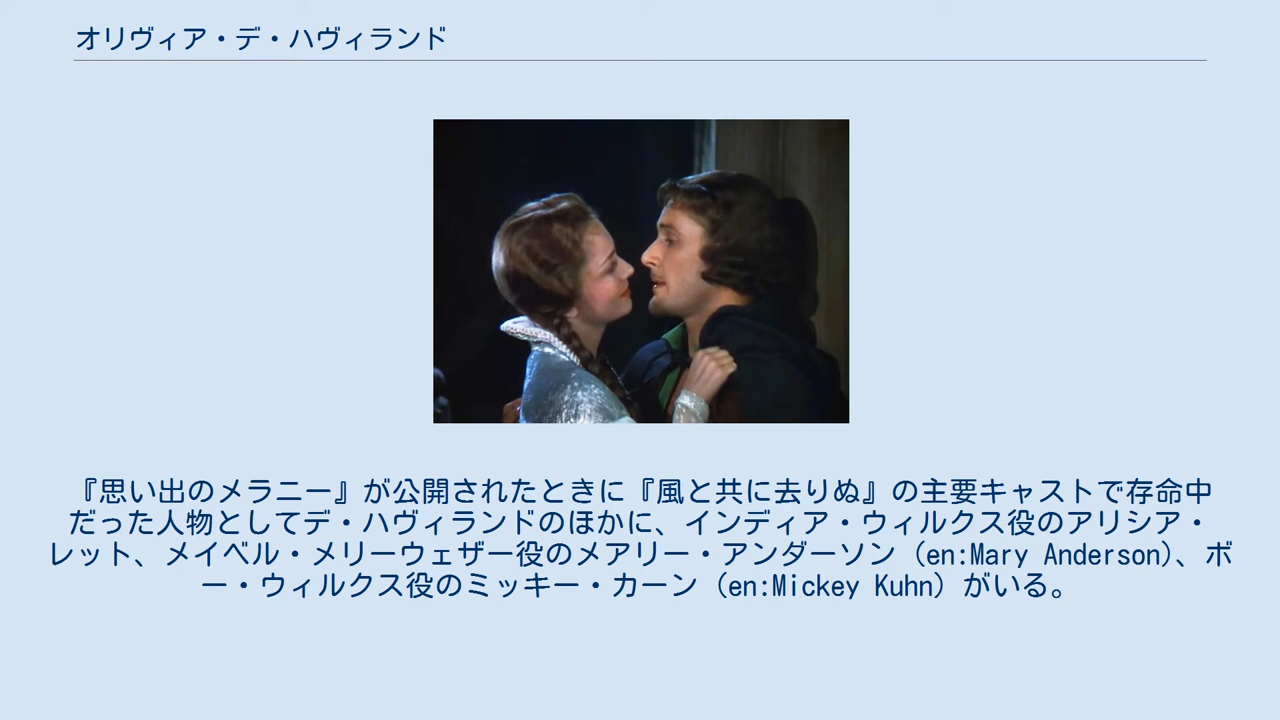 オリヴィア・デ・ハヴィランド
『思い出のメラニー』が公開されたときに『風と共に去りぬ』の主要キャストで存命中
だった人物としてデ・ハヴィランドのほかに、インディア・ウィルクス役のアリシア・
レット、メイベル・メリーウェザー役のメアリー・アンダーソン（en:Mary Anderson）、ボ
ー・ウィルクス役のミッキー・カーン（en:Mickey Kuhn）がいる。